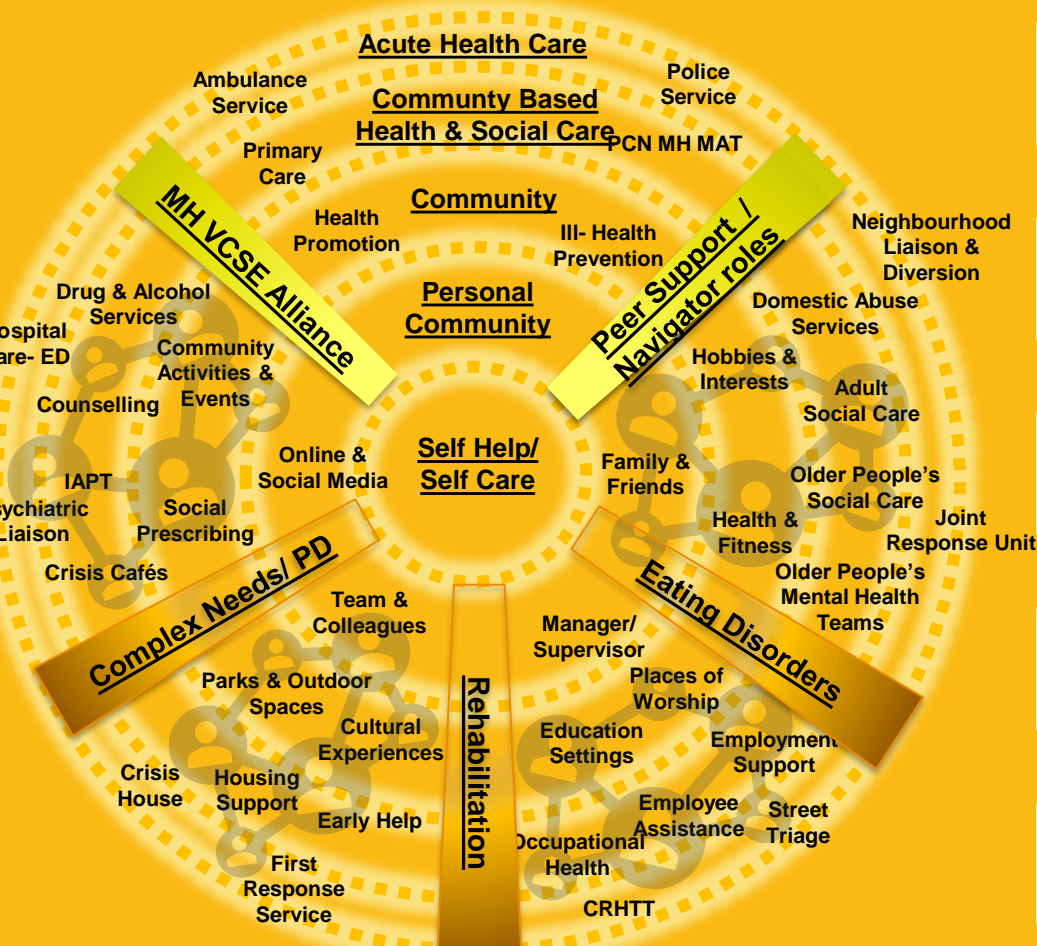 Acute Health Care
Ambulance
Service
Police
Service
Communty Based
Health & Social Care
PCN MH MAT
Primary
Care
Community
Health
Promotion
Ill- Health
Prevention
MH VCSE Alliance
Peer Support /
Navigator roles
Neighbourhood
Liaison &
Diversion
Personal
Community
Drug & Alcohol
Services
Domestic Abuse
Services
ospital
are- ED
Community
Activities &
Events
Hobbies &
Interests
Counselling
Adult
Social Care
Self Help/
Self Care
Online &
Social Media
Family &
Friends
IAPT
Older People's
Social Care
sychiatric
Liaison
Social
Prescribing
Health &
Fitness
Joint
Response Unit
Crisis Cafés
Older People's
Mental Health
Teams
Complex Needs/ PD
Eating Disorders
Team &
Colleagues
Manager/
Supervisor
Parks & Outdoor
Spaces
Rehabilitation
Places of
Worship
Cultural
Experiences
Education
Settings
Employment
Support
Crisis
House
Housing
Support
Early Help
Employee
Assistance
Street
Triage
Occupational
Health
First
Response
Service
CRHTT